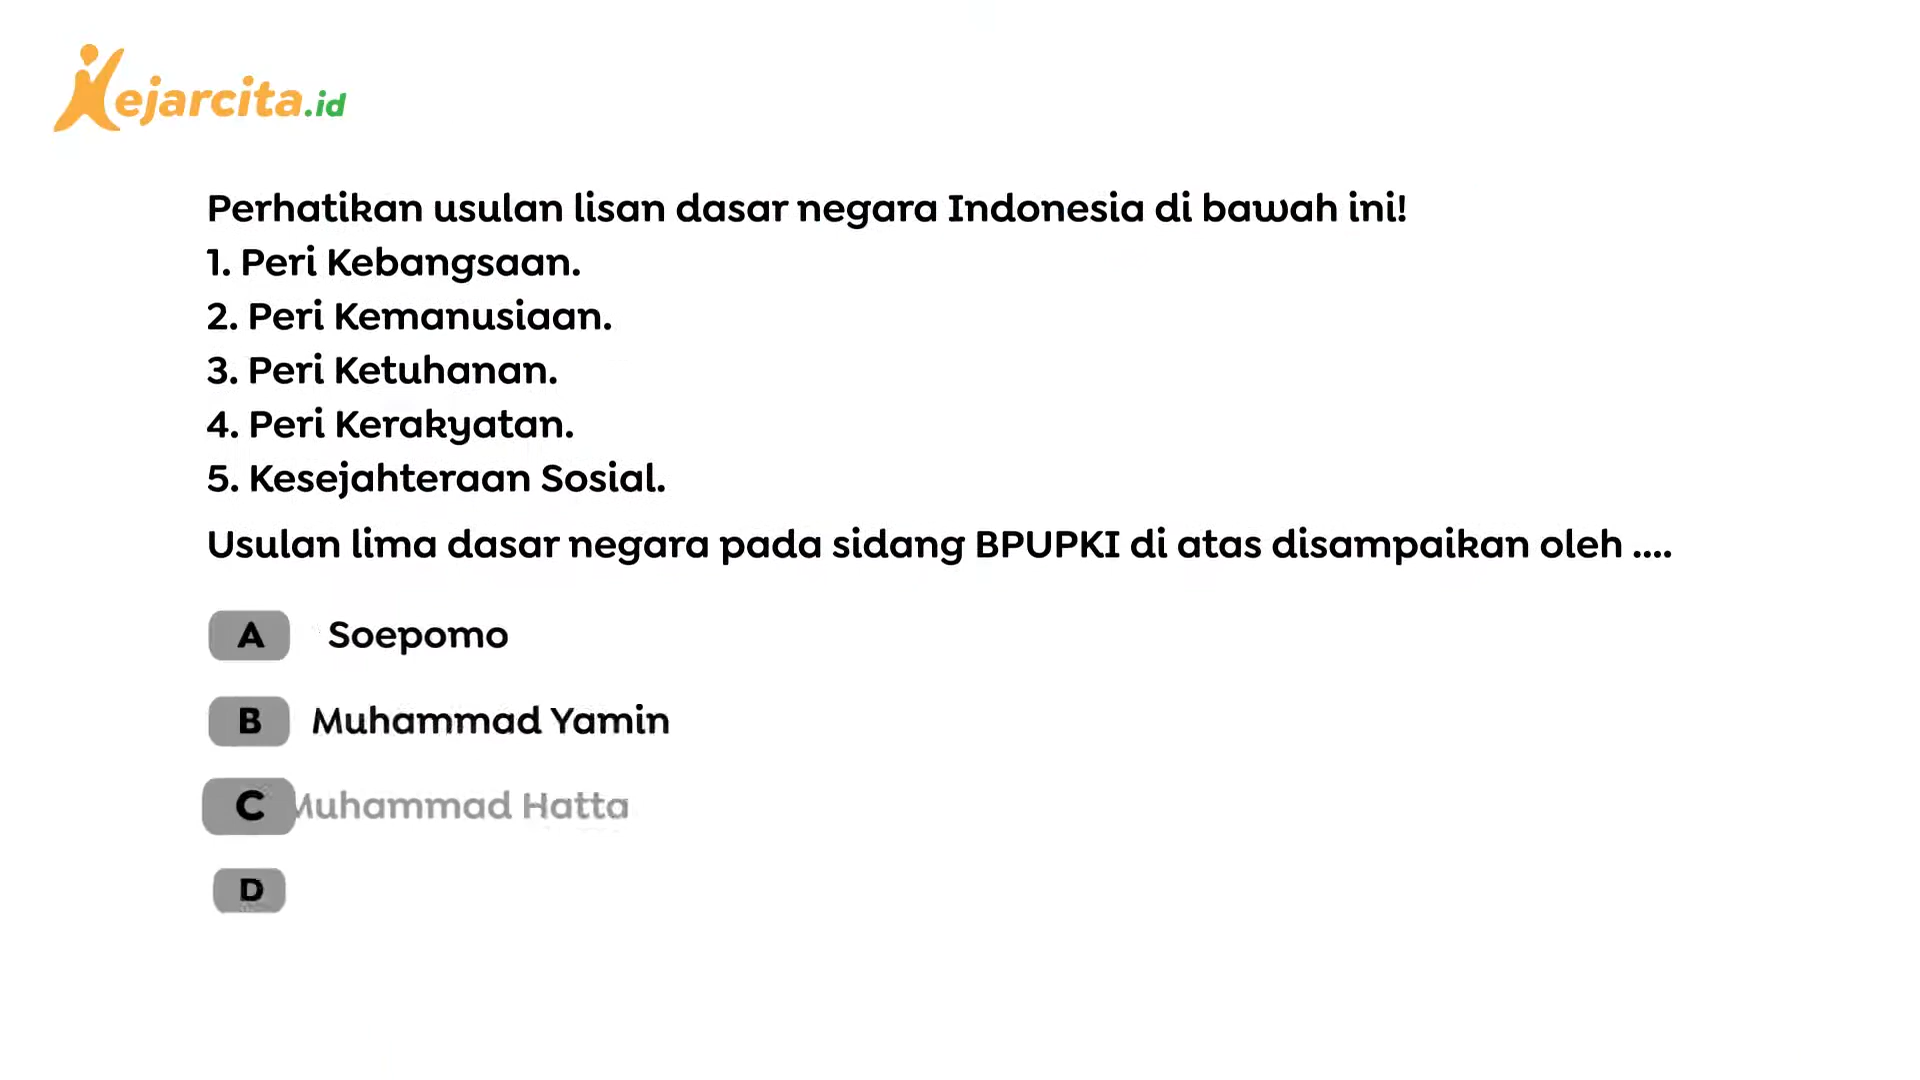 Kejarcita.id
Perhatikan usulan lisan dasar negara Indonesia di bawah ini!
1. Peri Kebangsaan.
2. Peri Kemanusiaan.
3. Peri Ketuhanan.
4. Peri Kerakyatan.
5. Kesejahteraan Sosial.
Usulan lima dasar negara pada sidang BPUPKI di atas disampaikan oleh ....
A Soepomo
B Muhammad Yamin
C Muhammad Hatta
D